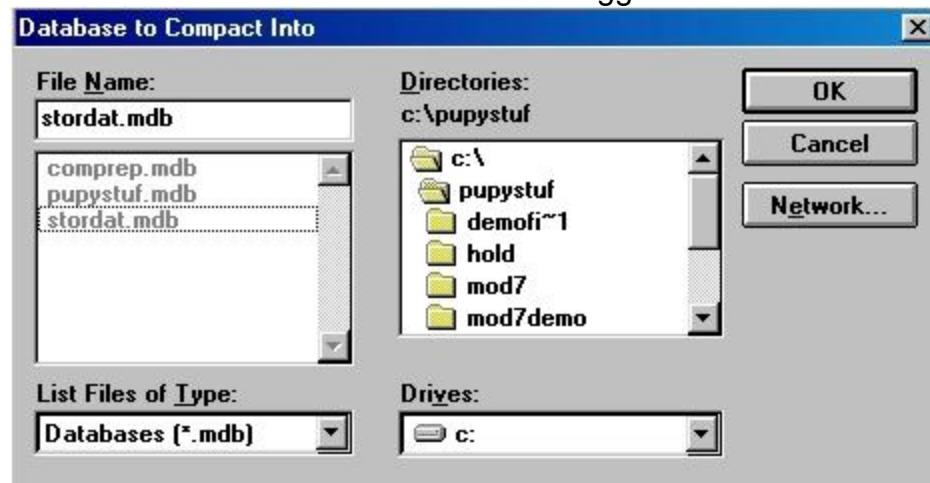 Database to Compact Into
File Name:
stordat.mdb
comprep.mdb
pupystuf.mdb
stordat.mdb
List Files of Type:
Databases (*.mdb)
Directories:
c:\pupystuf
c:\
pupystuf
demofi~1
hold
mod7
mod7demo
Drives:
c:
OK
Cancel
Network...